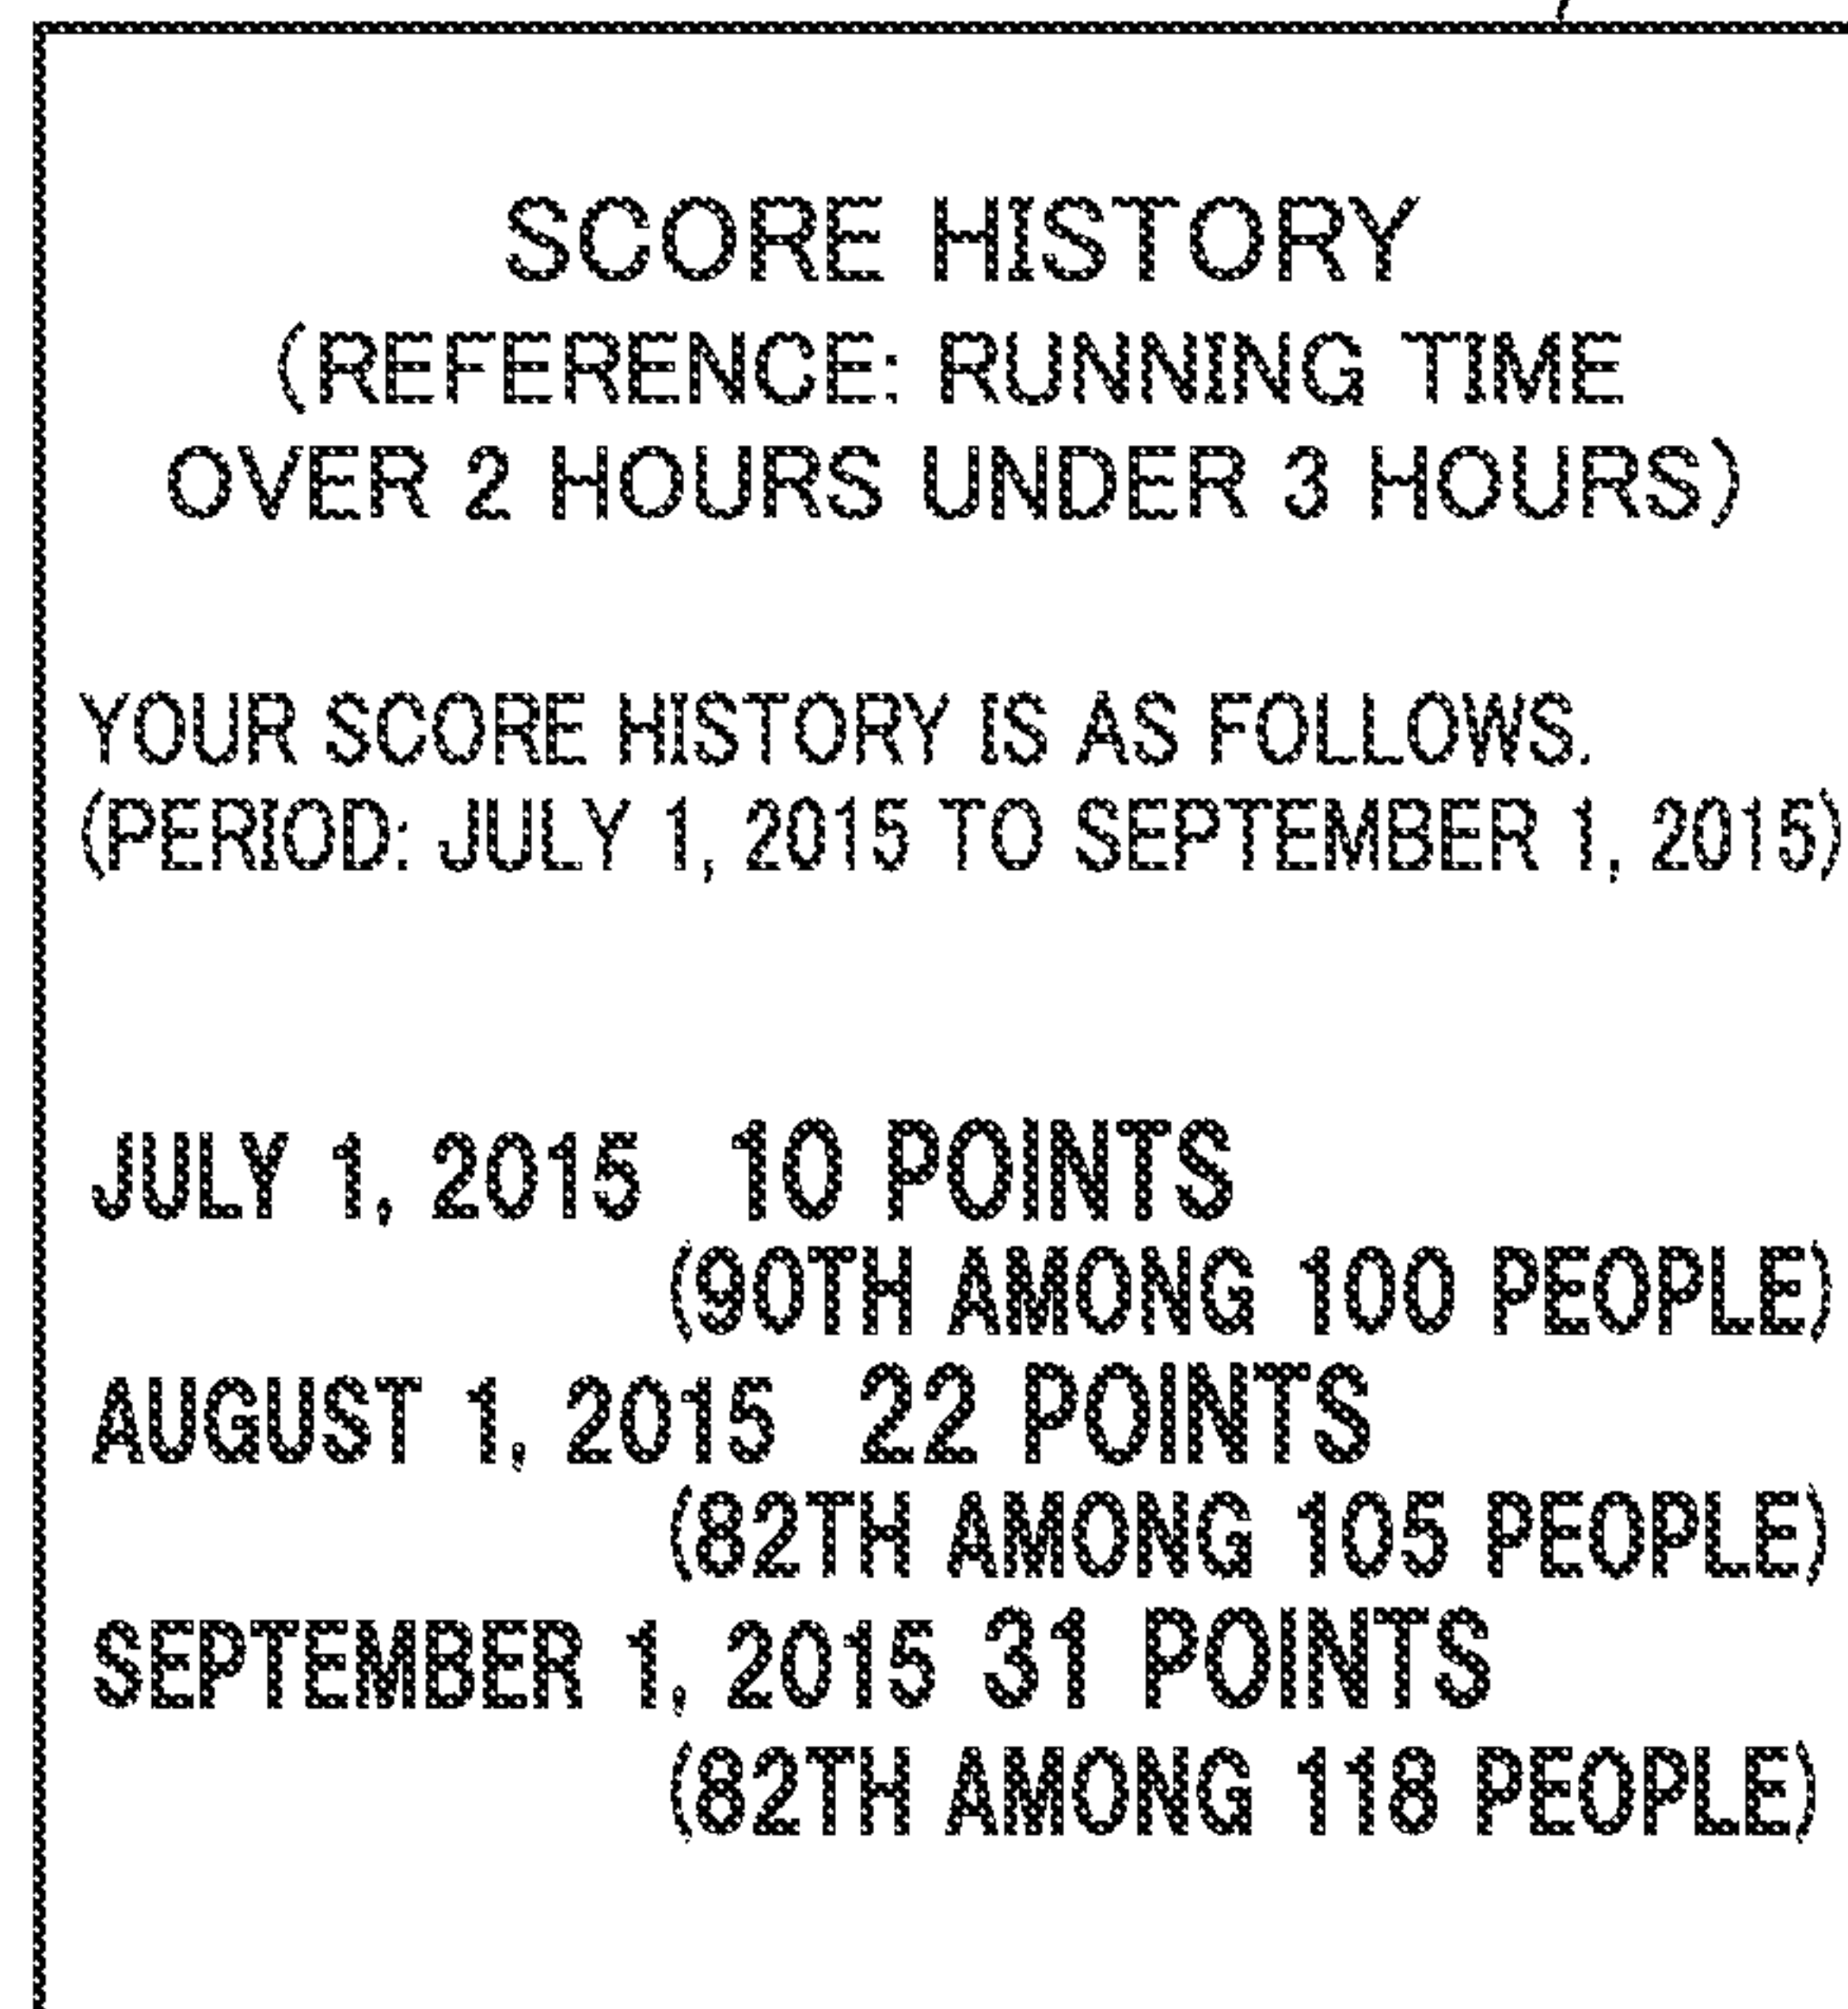 SCORE HISTORY
(REFERENCE: RUNNING TIME
OVER 2 HOURS UNDER 3 HOURS)
YOUR SCORE HISTORY IS AS FOLLOWS.
(PERIOD: JULY 1, 2015 TO SEPTEMBER 1, 2015)
JULY 1, 2015 10 POINTS
(90TH AMONG 100 PEOPLE)
AUGUST 1, 2015 22 POINTS
(82TH AMONG 105 PEOPLE)
SEPTEMBER 1, 2015 31 POINTS
(82TH AMONG 118 PEOPLE)